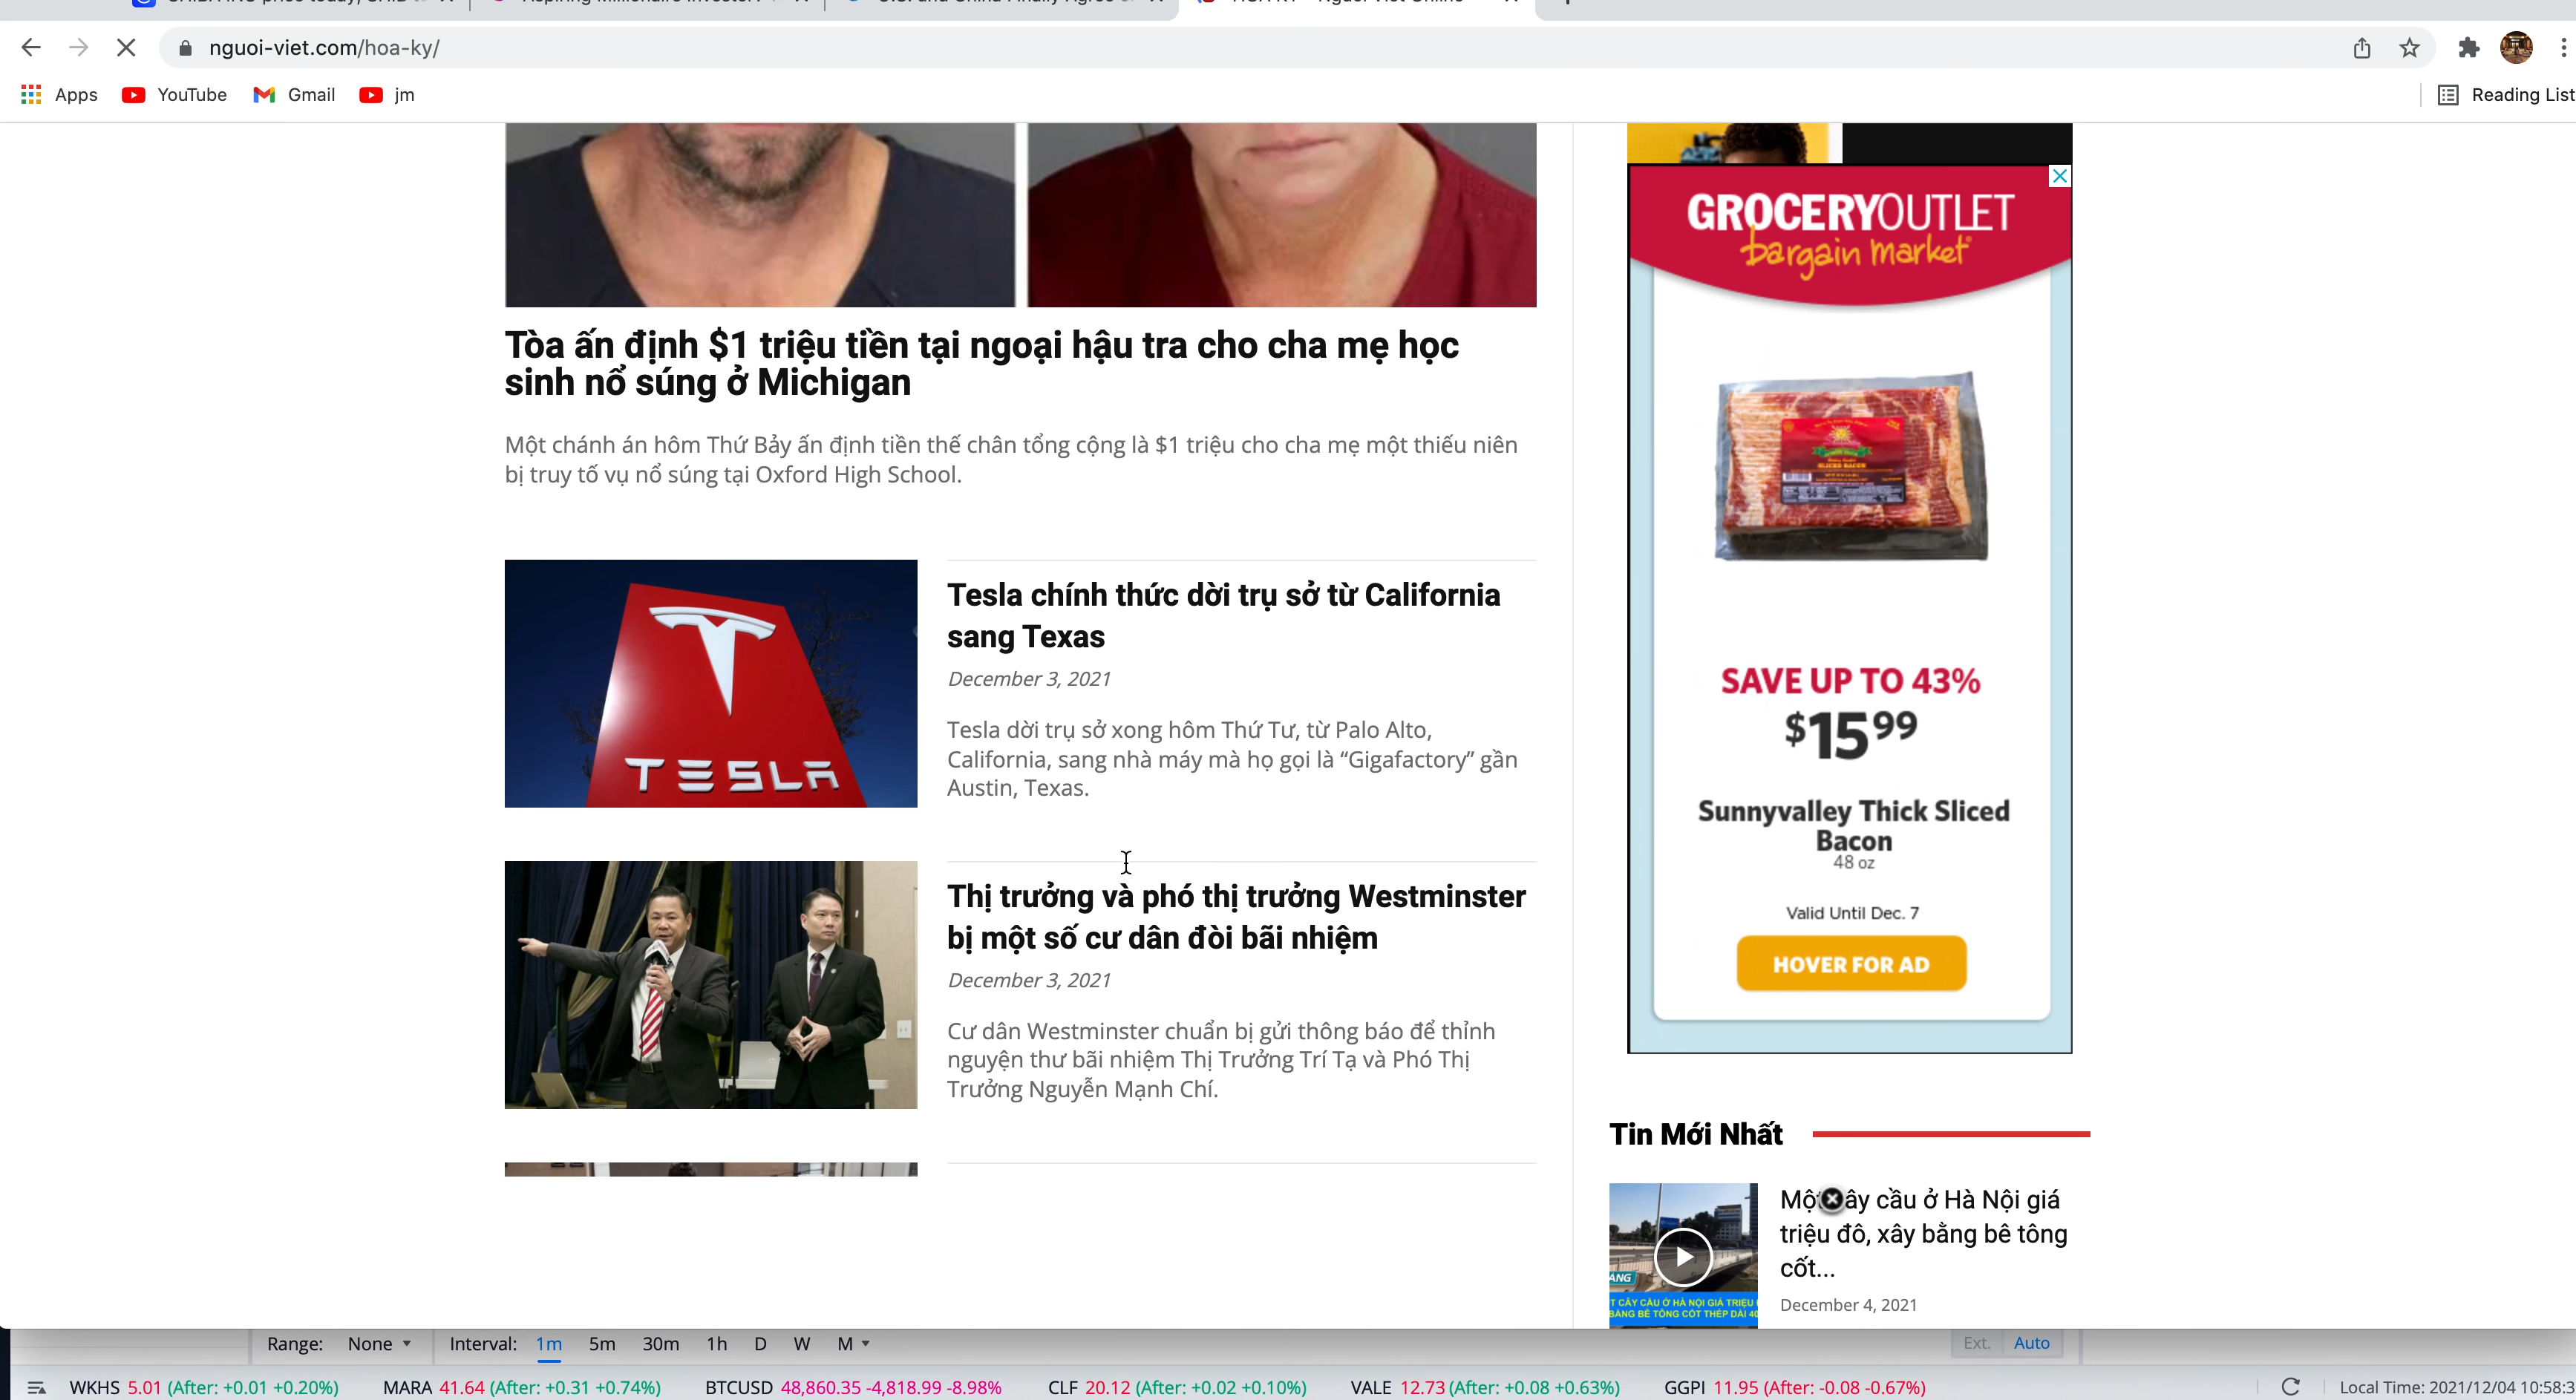 nguoi-viet.com/hoa-ky/
Apps YouTube Gmail jm Reading List
Tòa ấn định $1 triệu tiền tại ngoại hậu tra cho cha mẹ học
sinh nổ súng ở Michigan
Một chánh án hôm Thứ Bảy ấn định tiền thế chân tổng cộng là $1 triệu cho cha mẹ một thiếu niên
bị truy tố vụ nổ súng tại Oxford High School.
TESLA
Tesla chính thức dời trụ sở từ California
sang Texas
December 3, 2021
Tesla dời trụ sở xong hôm Thứ Tư, từ Palo Alto,
California, sang nhà máy mà họ gọi là “Gigafactory” gần
Austin, Texas.
Thị trưởng và phó thị trưởng Westminster
bị một số cư dân đòi bãi nhiệm
December 3, 2021
Cư dân Westminster chuẩn bị gửi thông báo để thỉnh
nguyện thư bãi nhiệm Thị Trưởng Trí Tạ và Phó Thị
Trưởng Nguyễn Mạnh Chí.
GROCERYOUTLET
bargain market
SLICED BACON
SAVE UP TO 43%
$15 99
Sunnyvalley Thick Sliced
Bacon
48 oz
Valid Until Dec. 7
HOVER FOR AD
Tin Mới Nhất
cầu ở Hà Nội giá
triệu đô, xây bằng bê tông
cốt...
December 4, 2021
CÂY CẦU Ở HÀ NỘI GIÁ TRIỆU
BẰNG BÊ TÔNG CỐT THÉP DÀI
Range: None Interval: 1m 5m 30m 1h D W M Ext. Auto
WKHS 5.01 (After: +0.01 +0.20%) MARA 41.64 (After: +0.31 +0.74%) BTCUSD 48,860.35 -4,818.99 -8.98% CLF 20.12 (After: +0.02 +0.10%) VALE 12.73 (After: +0.08 +0.63%) GGPI 11.95 (After: -0.08 -0.67%) Local Time: 2021/12/04 10:58:3